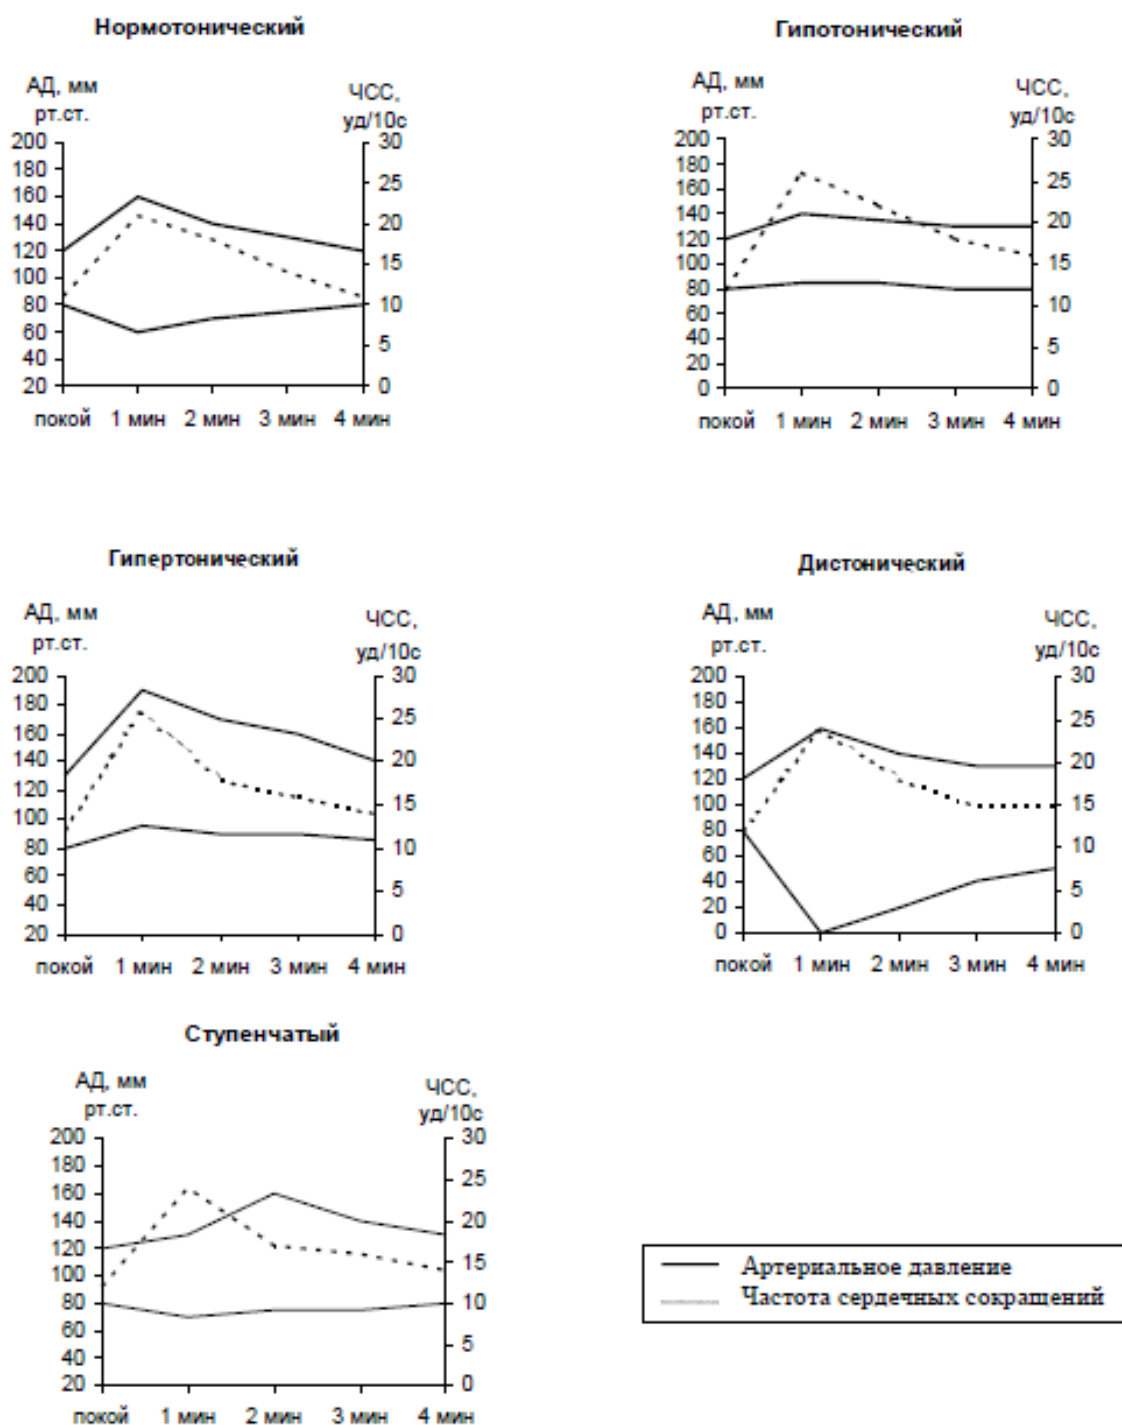 Нормотонический
АД, мм
рт.ст.
ЧСС,
уд/10с
200
180
160
140
120
100
80
60
40
20
30
25
20
15
10
5
0
покой 1 мин 2 мин 3 мин 4 мин
Гипотонический
АД, мм
рт.ст.
ЧСС,
уд/10с
200
180
160
140
120
100
80
60
40
20
0
30
25
20
15
10
5
0
покой 1 мин 2 мин 3 мин 4 мин
Гипертонический
АД, мм
рт.ст.
ЧСС,
уд/10с
200
180
160
140
120
100
80
60
40
20
30
25
20
15
10
5
0
покой 1 мин 2 мин 3 мин 4 мин
Дистонический
АД, мм
рт.ст.
ЧСС,
уд/10с
200
180
160
140
120
100
80
60
40
20
0
30
25
20
15
10
5
0
покой 1 мин 2 мин 3 мин 4 мин
Ступенчатый
АД, мм
рт.ст.
ЧСС,
уд/10с
200
180
160
140
120
100
80
60
40
20
30
25
20
15
10
5
0
покой 1 мин 2 мин 3 мин 4 мин
Артериальное давление
Частота сердечных сокращений